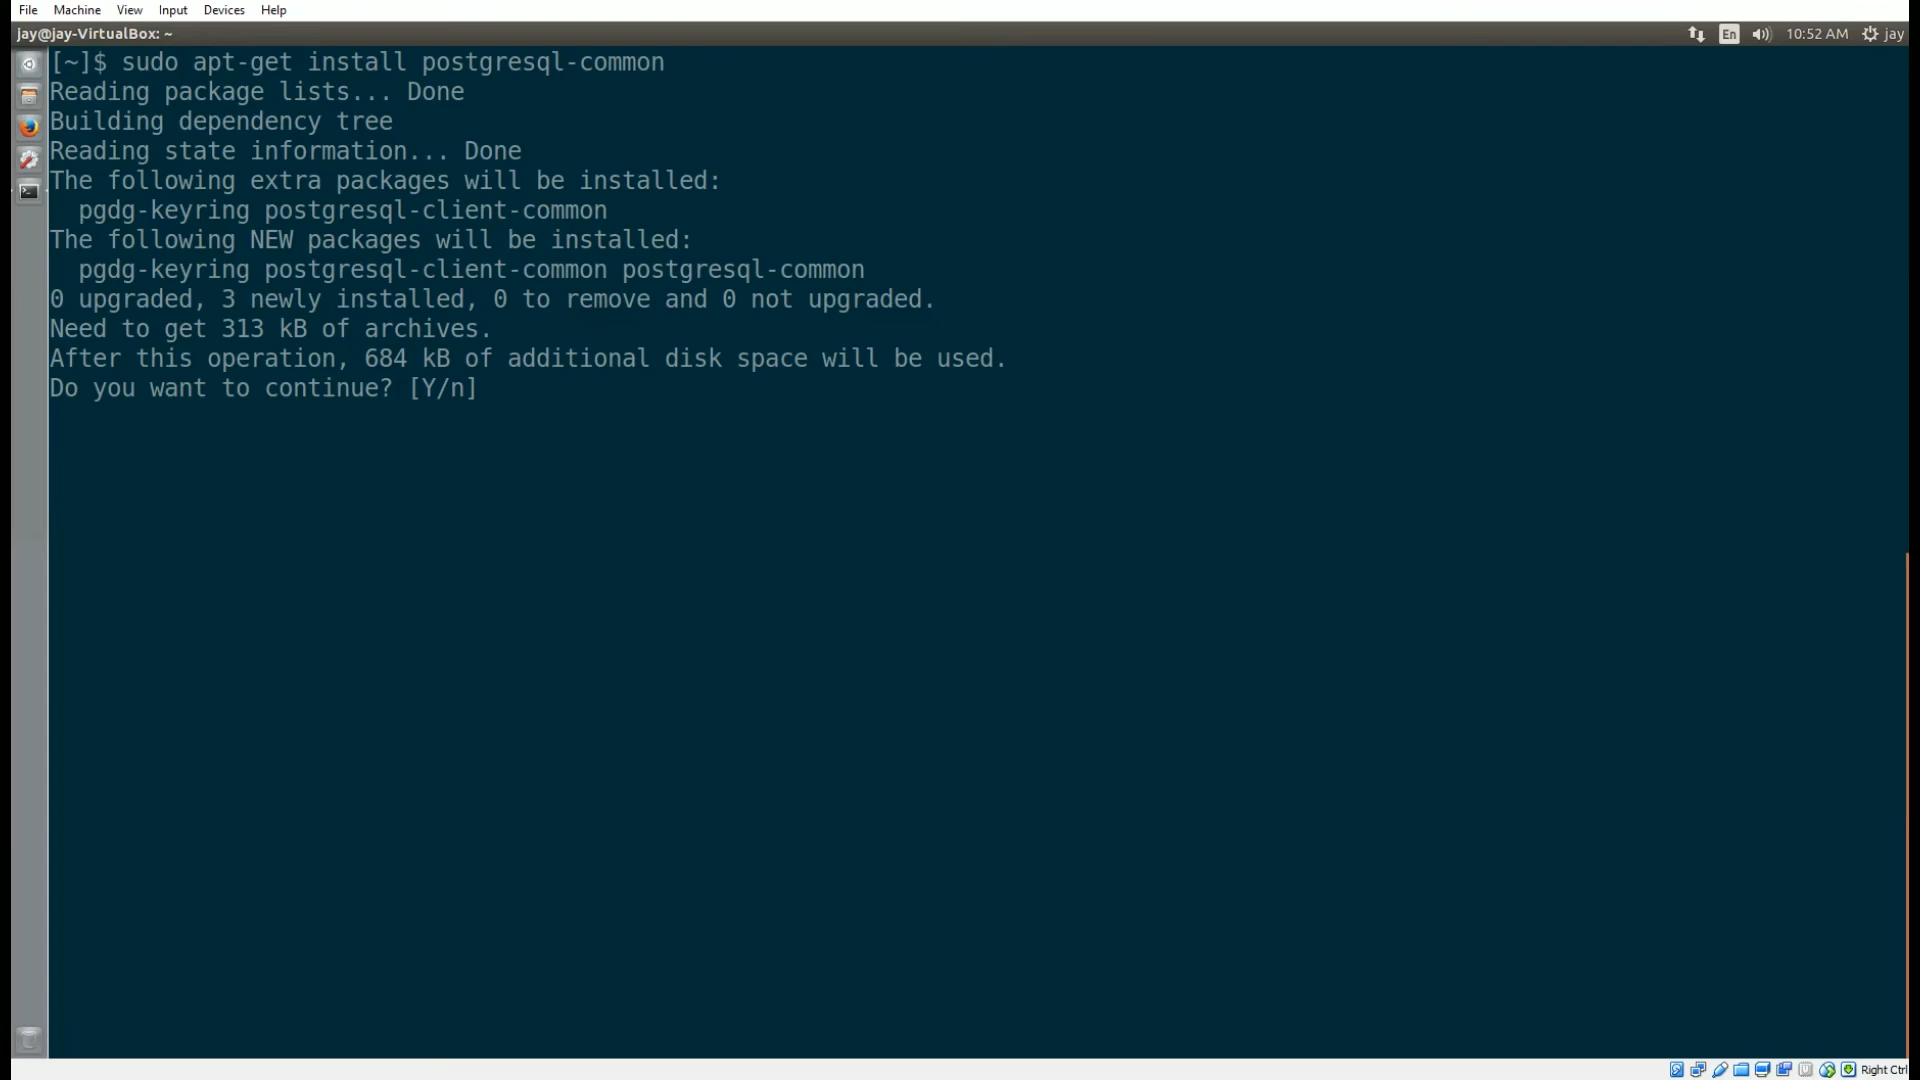 File Machine View Input Devices Help
jay@jay-VirtualBox: ~ En 10:52 AM jay
[~]$ sudo apt-get install postgresql-common
Reading package lists... Done
Building dependency tree
Reading state information... Done
The following extra packages will be installed:
  pgdg-keyring postgresql-client-common
The following NEW packages will be installed:
  pgdg-keyring postgresql-client-common postgresql-common
0 upgraded, 3 newly installed, 0 to remove and 0 not upgraded.
Need to get 313 kB of archives.
After this operation, 684 kB of additional disk space will be used.
Do you want to continue? [Y/n]
Right Ctrl